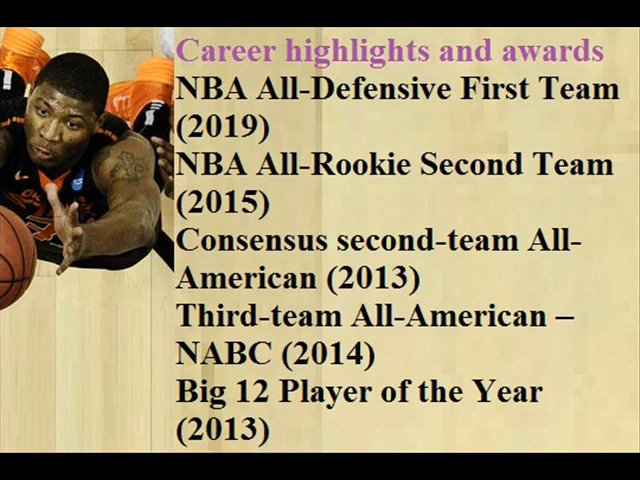 Career highlights and awards
NBA All-Defensive First Team
(2019)
NBA All-Rookie Second Team
(2015)
Consensus second-team All-
American (2013)
Third-team All-American –
NABC (2014)
Big 12 Player of the Year
(2013)